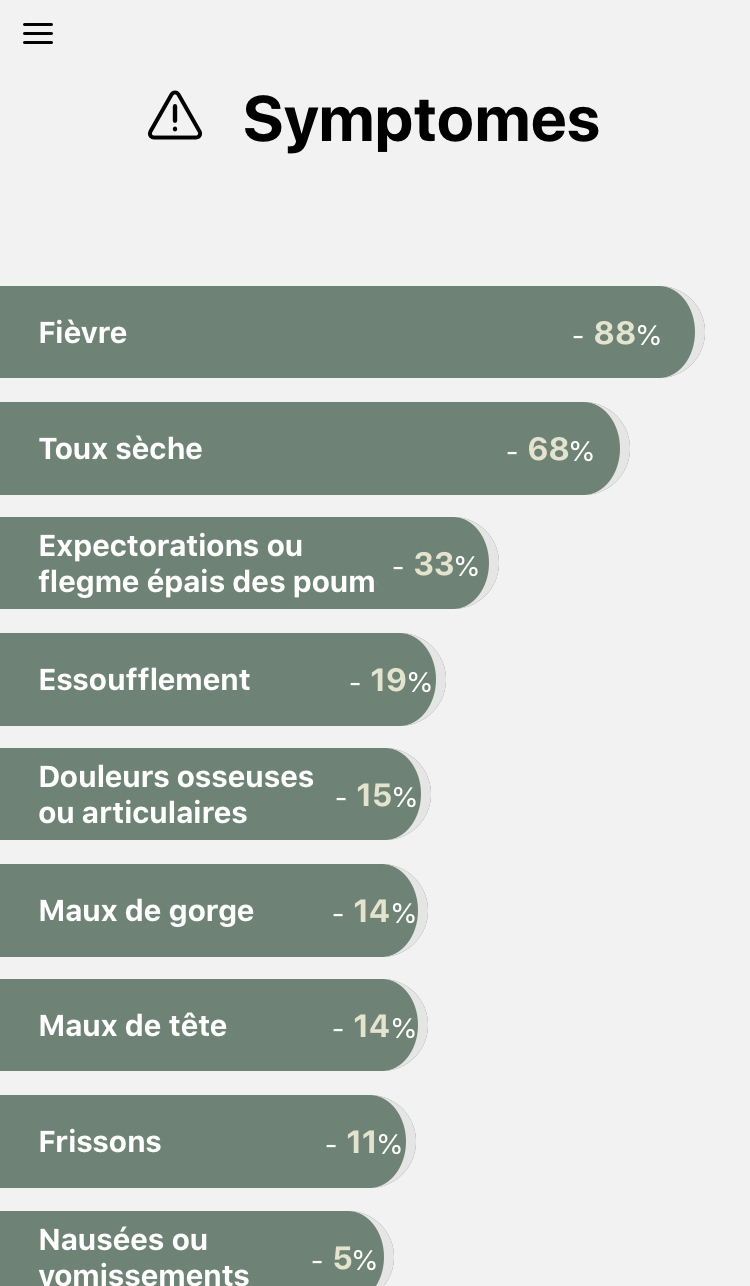 Symptomes
Fièvre - 88%
Toux sèche - 68%
Expectorations ou
flegme épais des poum - 33%
Essoufflement - 19%
Douleurs osseuses
ou articulaires - 15%
Maux de gorge - 14%
Maux de tête - 14%
Frissons - 11%
Nausées ou
vomissements - 5%